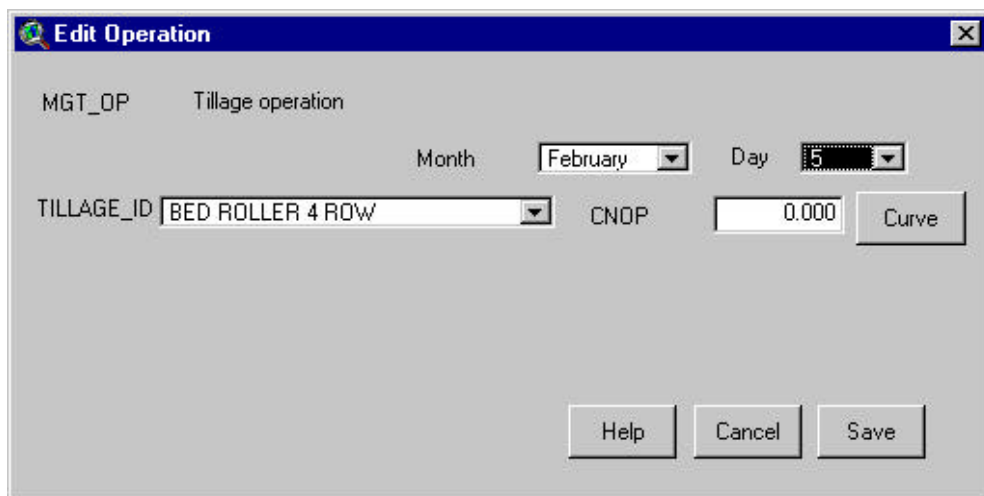 Edit Operation
MGT_OP Tillage operation
Month February Day 5
TILLAGE_ID BED ROLLER 4 ROW CNOP 0.000 Curve
Help Cancel Save